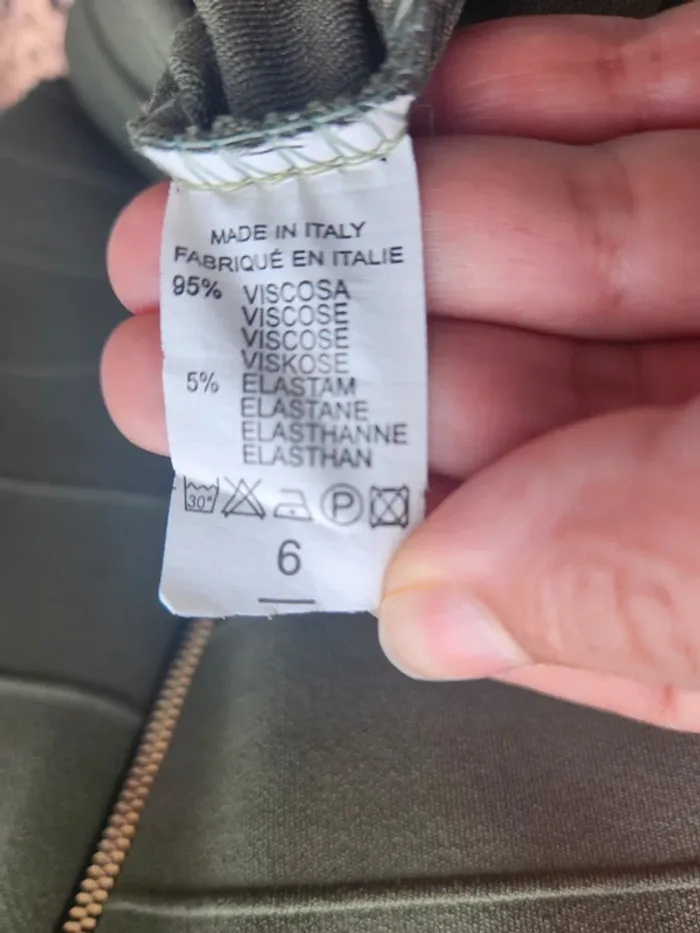 MADE IN ITALY
FABRIQUÉ EN ITALIE
95% VISCOSA
VISCOSE
VISCOSE
VISKOSE
5% ELASTAM
ELASTANE
ELASTHANNE
ELASTHAN
30° P
6